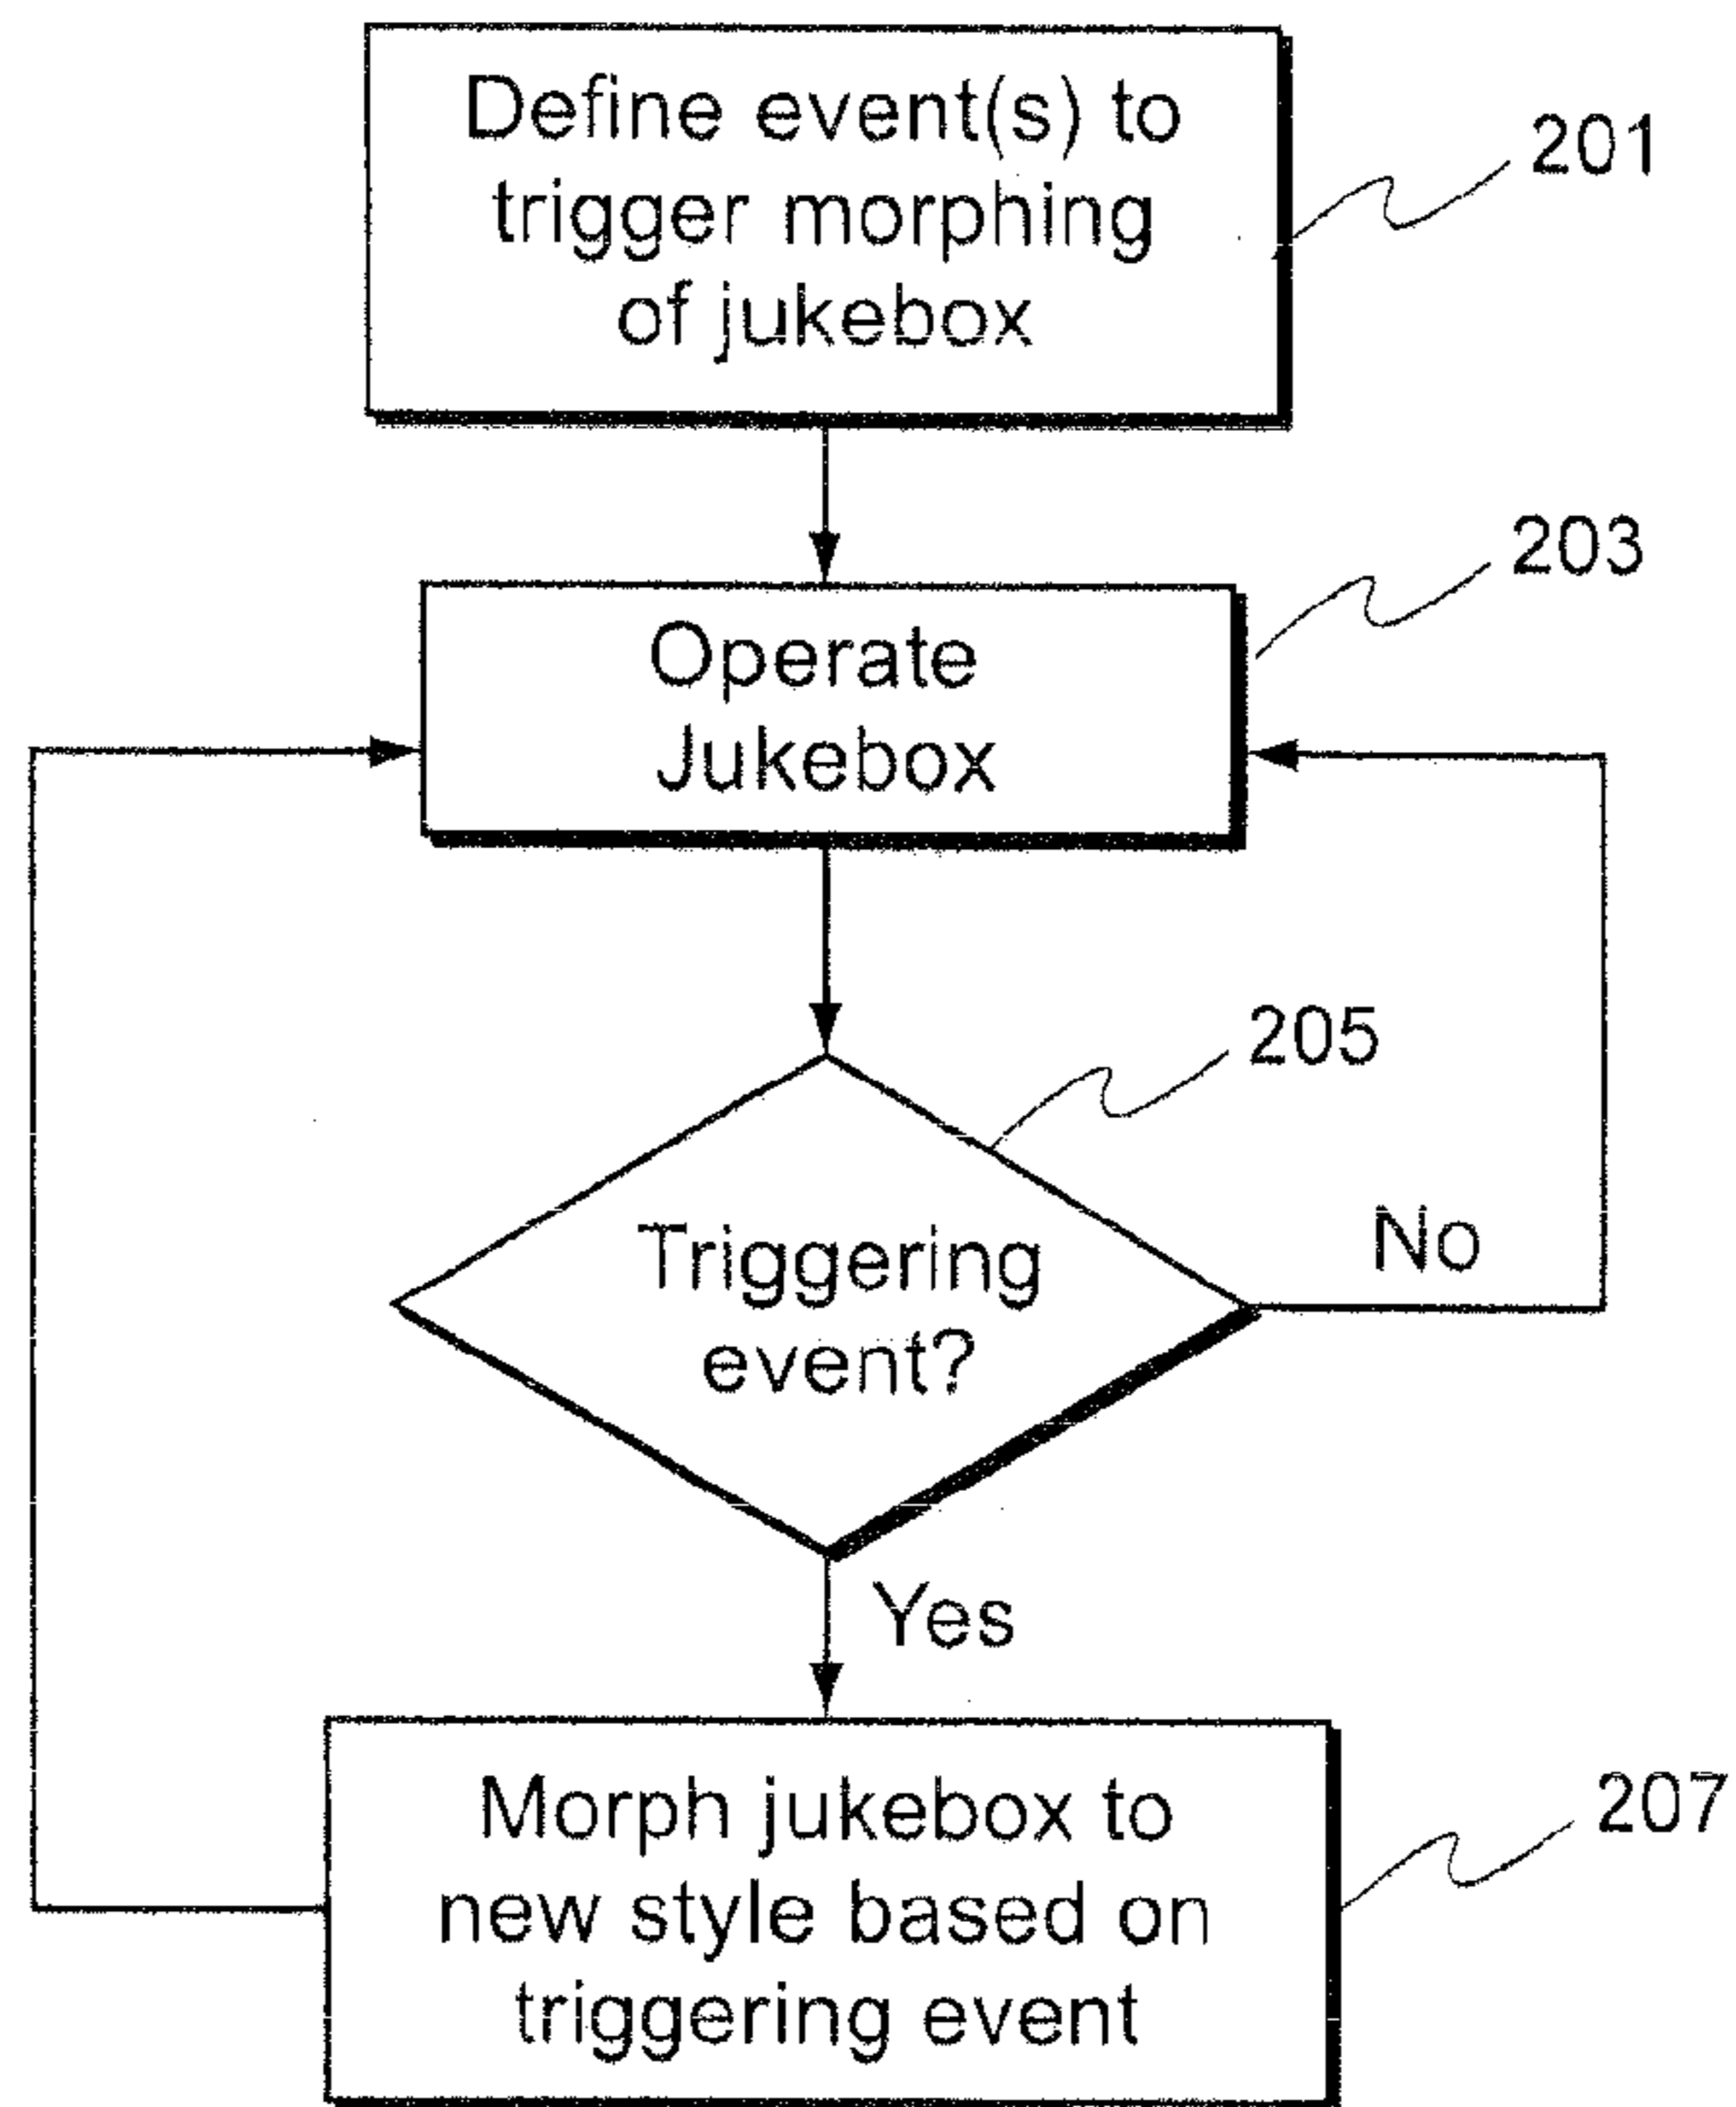 Define event(s) to
trigger morphing
of jukebox
201
Operate
Jukebox
203
205
Triggering
event?
No
Yes
Morph jukebox to
new style based on
triggering event
207